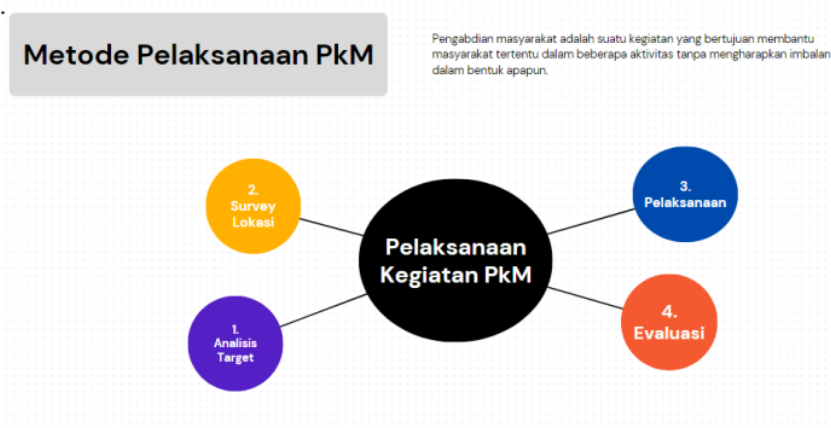 Metode Pelaksanaan PkM
Pengabdian masyarakat adalah suatu kegiatan yang bertujuan membantu
masyarakat tertentu dalam beberapa aktivitas tanpa mengharapkan imbalan
dalam bentuk apapun.
2.
Survey
Lokasi
3.
Pelaksanaan
Pelaksanaan
Kegiatan PkM
1.
Analisis
Target
4.
Evaluasi